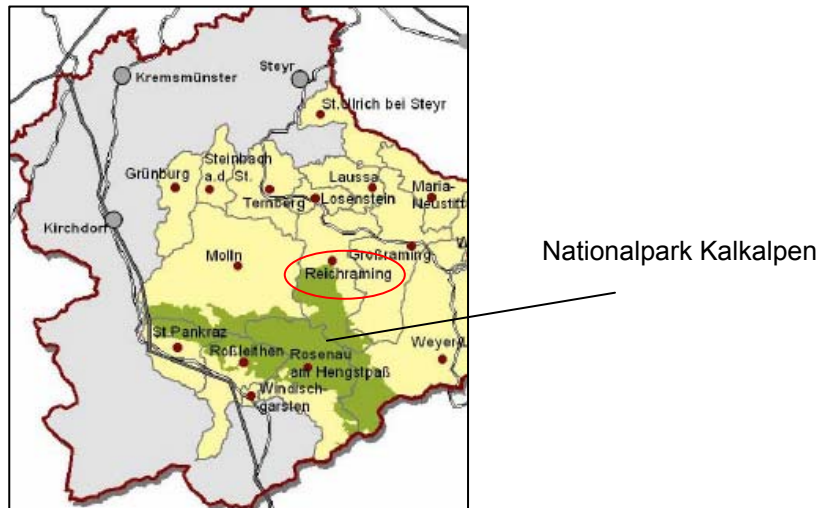 Kremsmünster
Steyr
St.Ulrich bei Steyr
Grünburg
Steinbach
a.d. St.
Ternberg
Laussa
Losenstein
Maria-
Neustift
Kirchdorf
Molln
Großraming
Reichraming
Nationalpark Kalkalpen
St.Pankraz
Roßleithen
Rosenau
am Hengstpaß
Weyer
Windisch-
garsten